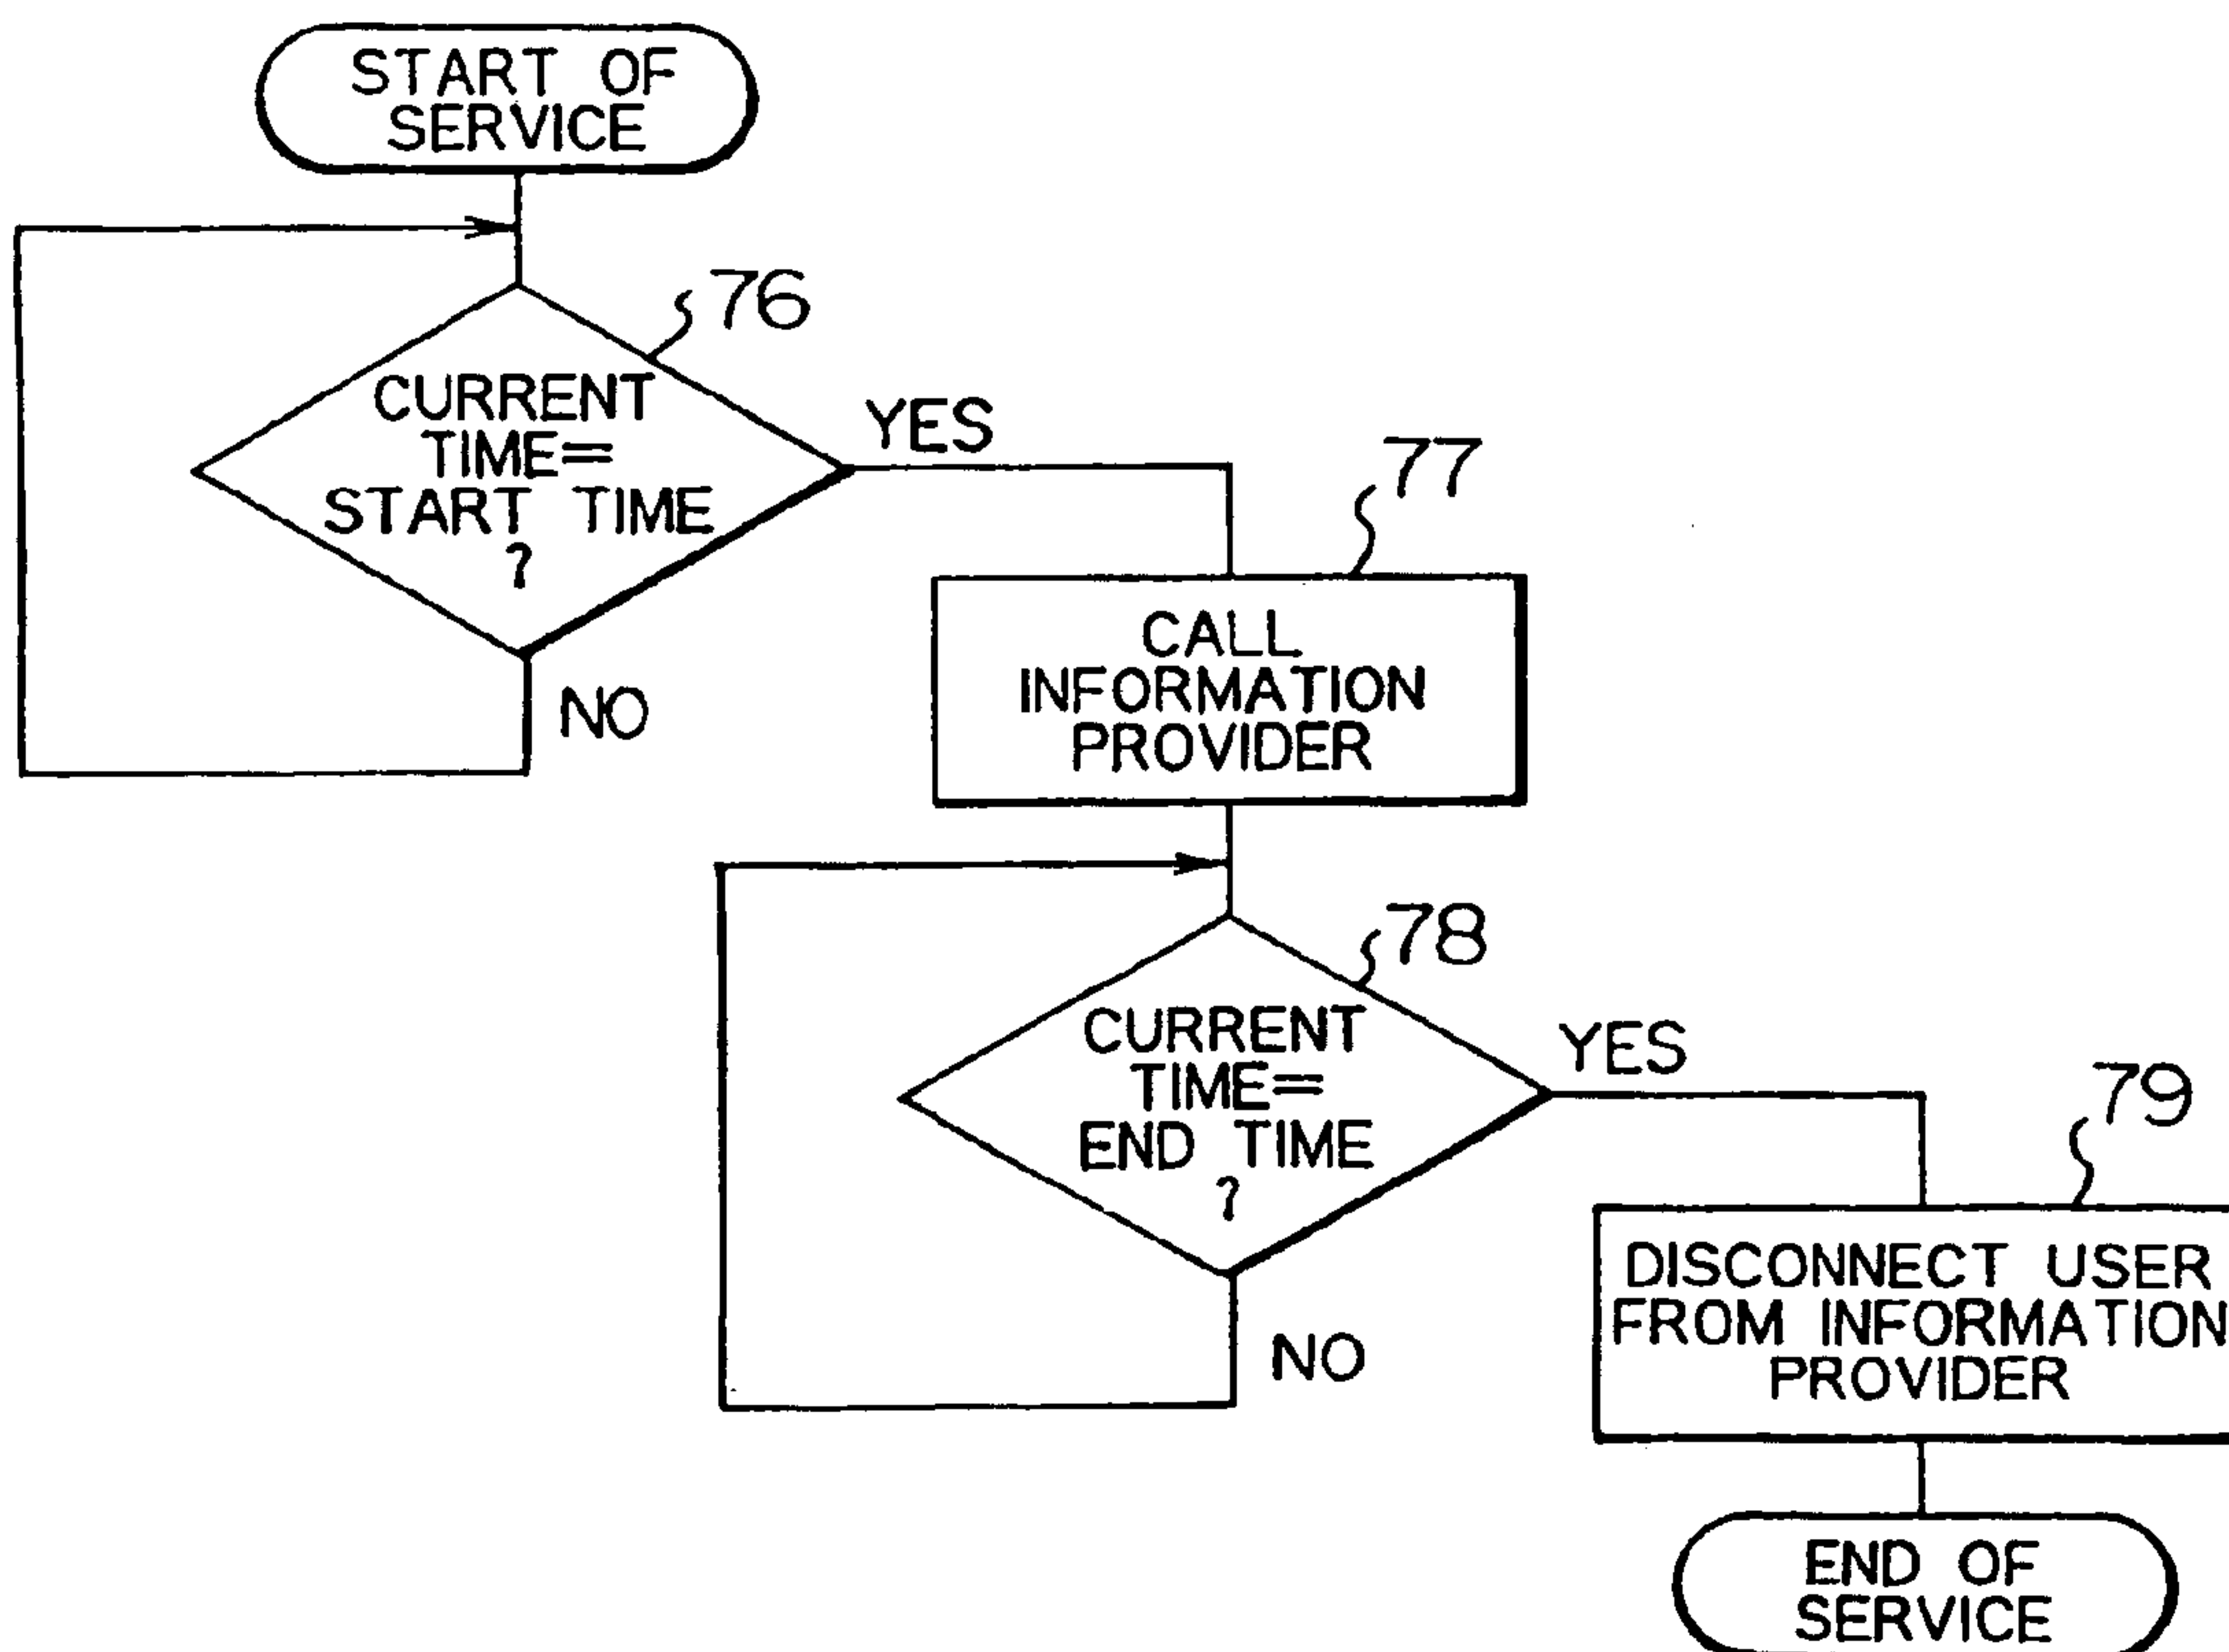 START OF
SERVICE
76
CURRENT
TIME=
START TIME
?
YES
NO
77
CALL
INFORMATION
PROVIDER
78
CURRENT
TIME=
END TIME
?
YES
NO
79
DISCONNECT USER
FROM INFORMATION
PROVIDER
END OF
SERVICE